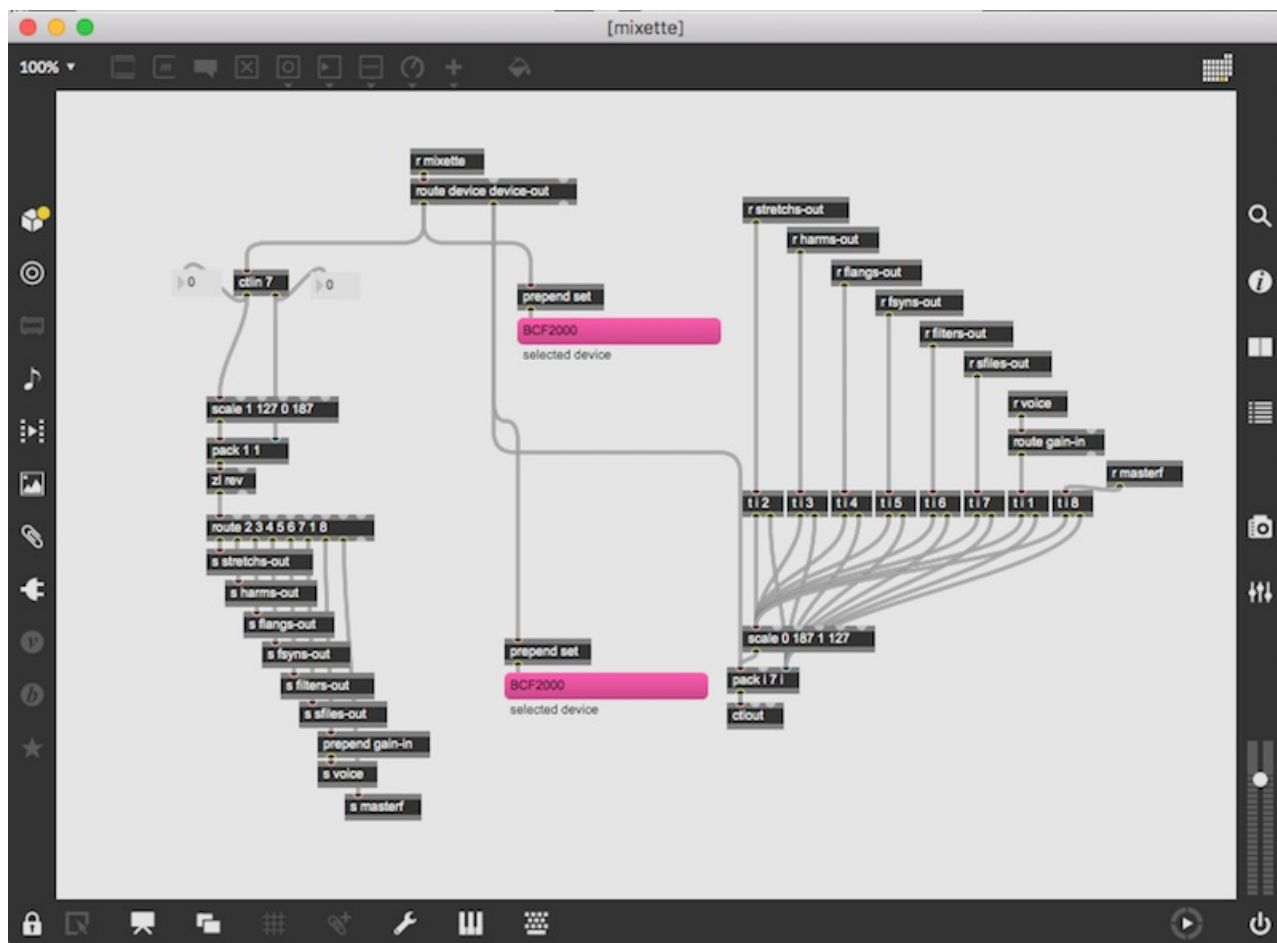 [mixette]
100%
r mixette
route device device-out
0
ctlin 7
0
prepend set
BCF2000
selected device
scale 1 127 0 187
pack 1 1
zl rev
route 2 3 4 5 6 7 1 8
s stretchs-out
s harms-out
s flangs-out
s fsyns-out
s filters-out
s sfiles-out
prepend gain-in
s voice
s masterf
prepend set
BCF2000
selected device
r stretchs-out
r harms-out
r flangs-out
r fsyns-out
r filters-out
r sfiles-out
r voice
route gain-in
r masterf
t i 2
t i 3
t i 4
t i 5
t i 6
t i 7
t i 1
t i 8
scale 0 187 1 127
pack i 7 i
ctlout